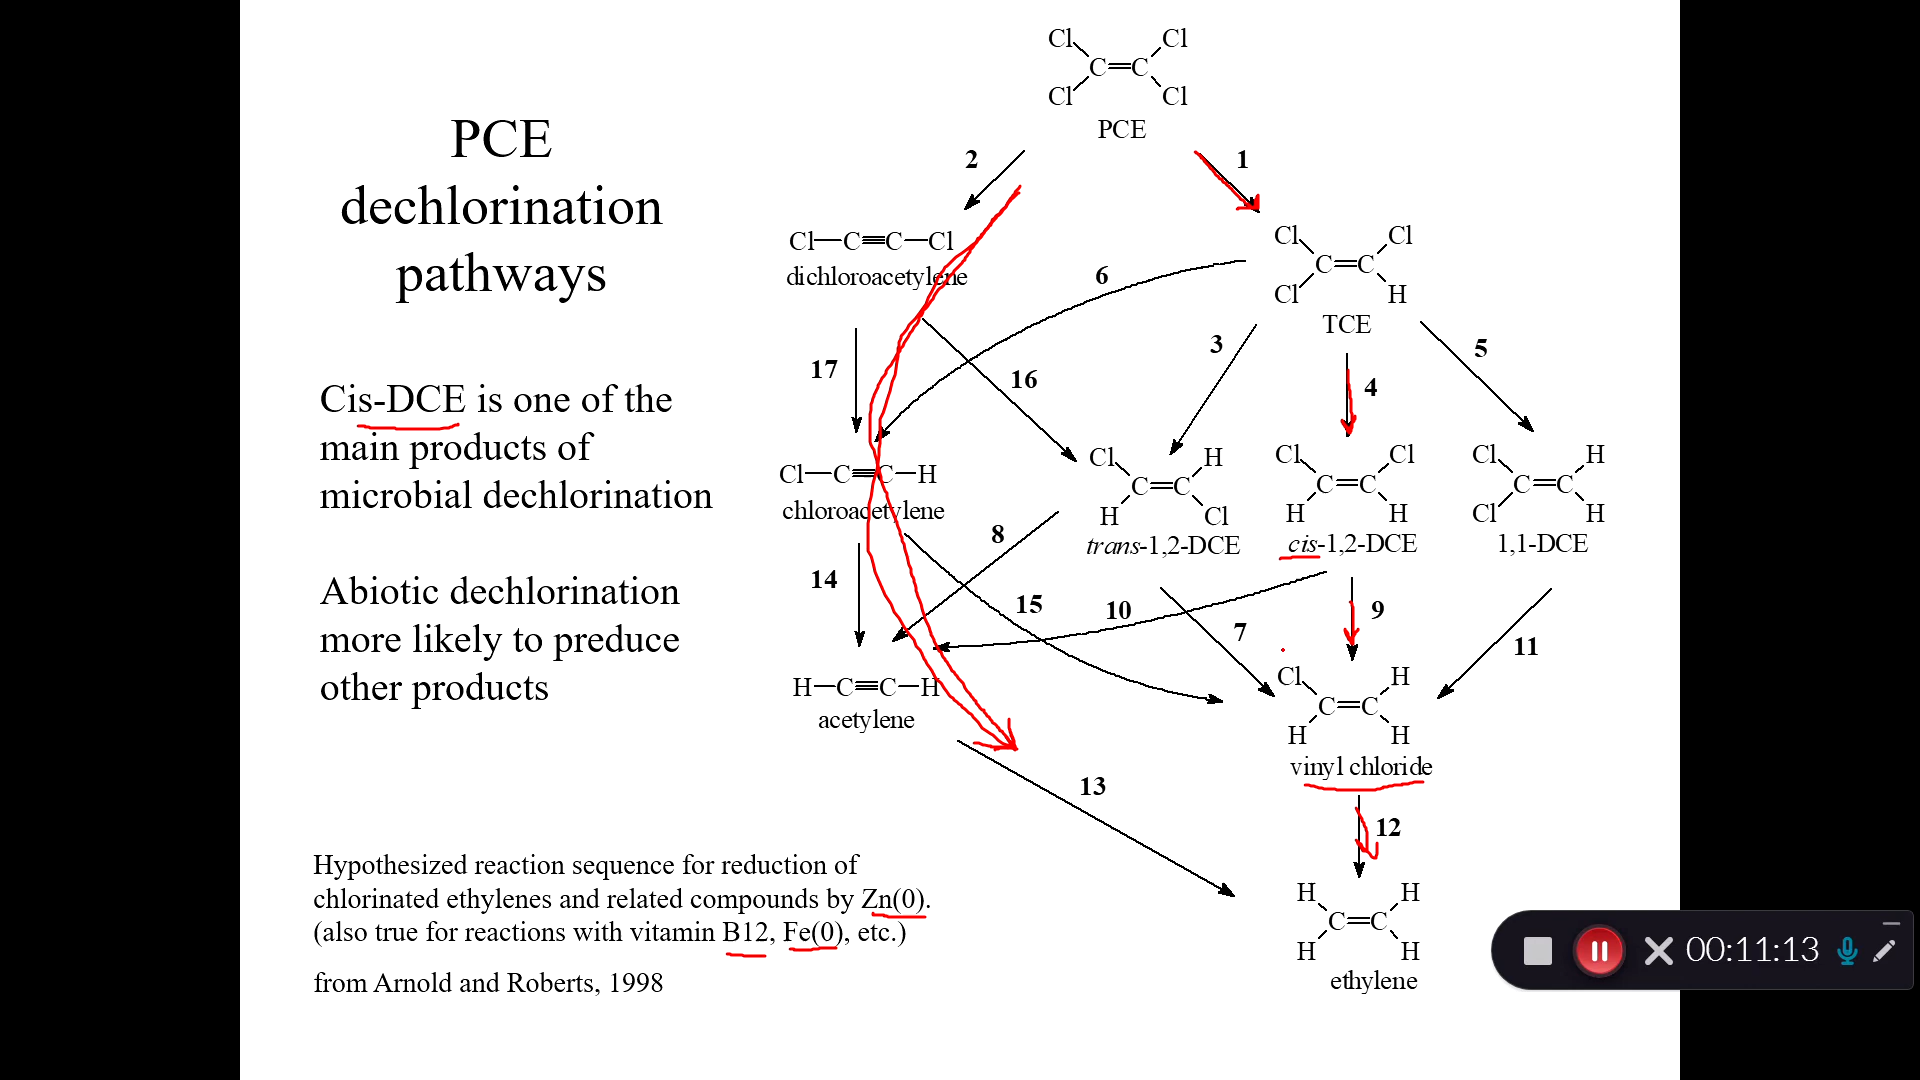 PCE
dechlorination
pathways
Cis-DCE is one of the
main products of
microbial dechlorination
Abiotic dechlorination
more likely to preduce
other products
Hypothesized reaction sequence for reduction of
chlorinated ethylenes and related compounds by Zn(0).
(also true for reactions with vitamin B12, Fe(0), etc.)
from Arnold and Roberts, 1998
Cl Cl
C=C
Cl Cl
PCE
2 1
Cl—C≡C—Cl
dichloroacetylene
Cl Cl
C=C
Cl H
TCE
6
17 16 3 4 5
Cl—C≡C—H
chloroacetylene
Cl H
C=C
H Cl
trans-1,2-DCE
Cl Cl
C=C
H H
cis-1,2-DCE
Cl H
C=C
Cl H
1,1-DCE
14 8 15 10 7 9 11
H—C≡C—H
acetylene
Cl H
C=C
H H
vinyl chloride
13 12
H H
C=C
H H
ethylene
00:11:13